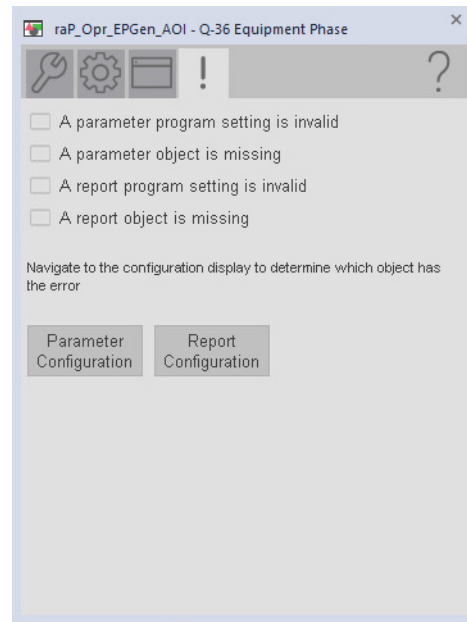 raP_Opr_EPGen_AOI - Q-36 Equipment Phase
A parameter program setting is invalid
A parameter object is missing
A report program setting is invalid
A report object is missing
Navigate to the configuration display to determine which object has
the error
Parameter
Configuration
Report
Configuration